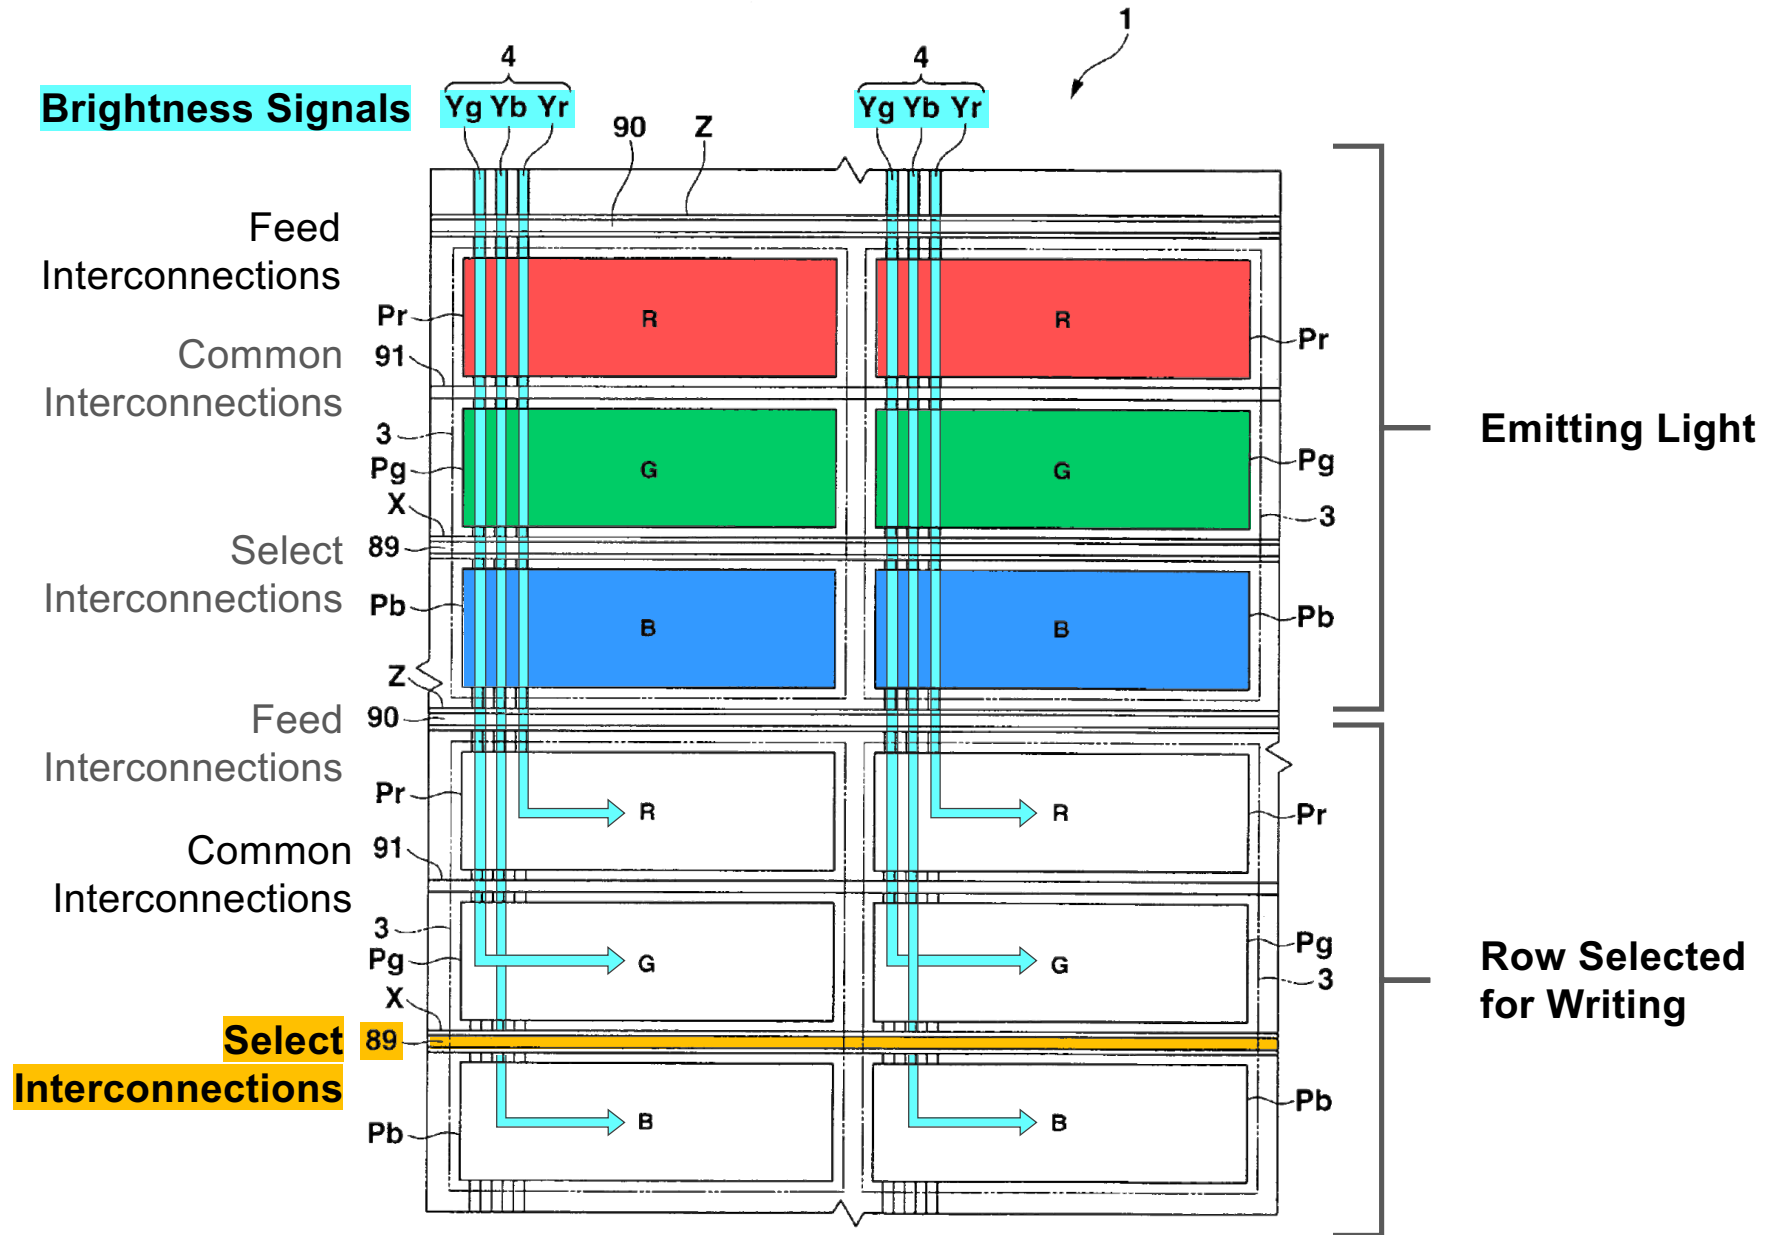 1
4
4
Brightness Signals
Yg Yb Yr
Yg Yb Yr
90
Z
Feed
Interconnections
Pr
R
R
Pr
Common
Interconnections
91
3
Pg
G
G
Pg
Emitting Light
X
3
Select
Interconnections
89
Pb
B
B
Pb
Z
Feed
Interconnections
90
Pr
R
R
Pr
Common
Interconnections
91
3
Pg
G
G
Pg
3
Row Selected
for Writing
X
Select
Interconnections
89
Pb
B
B
Pb